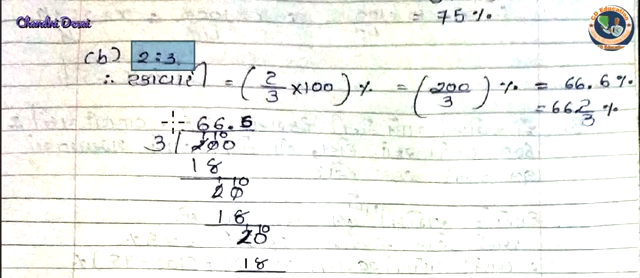 = 75 %
Chandni Desai
(b) 2:3
∴ ટકાવારી = (2/3 × 100) % = (200/3) % = 66.6 %
= 66 2/3 %
66.6
3 200
18
20
18
20
18